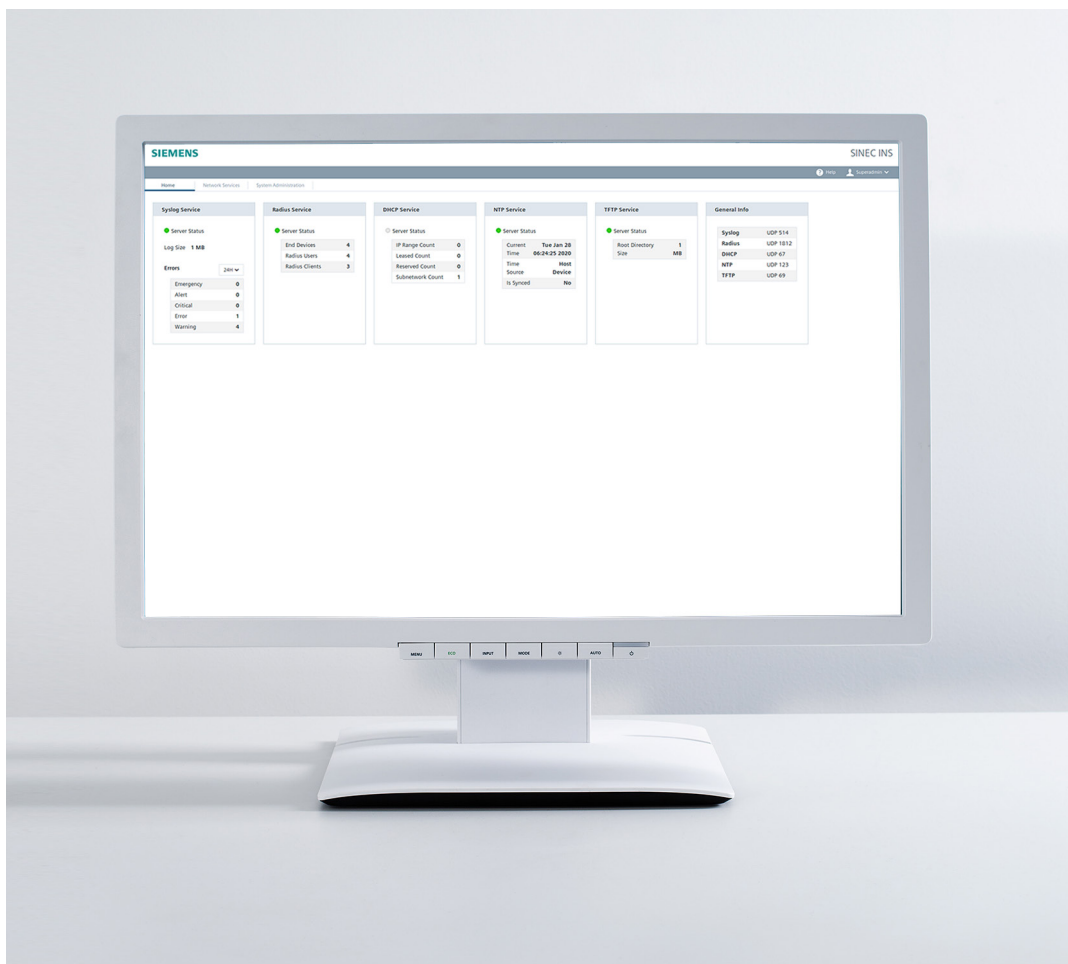 SIEMENS
SINEC INS
Help
Superadmin
Home
Network Services
System Administration
Syslog Service
Server Status
Log Size 1 MB
Errors
24H
Emergency 0
Alert 0
Critical 0
Error 1
Warning 4
Radius Service
Server Status
End Devices 4
Radius Users 4
Radius Clients 3
DHCP Service
Server Status
IP Range Count 0
Leased Count 0
Reserved Count 0
Subnetwork Count 1
NTP Service
Server Status
Current Tue Jan 28
Time 06:24:25 2020
Time Host
Source Device
Is Synced No
TFTP Service
Server Status
Root Directory 1
Size MB
General Info
Syslog UDP 514
Radius UDP 1812
DHCP UDP 67
NTP UDP 123
TFTP UDP 69
MENU
ECO
INPUT
MODE
AUTO